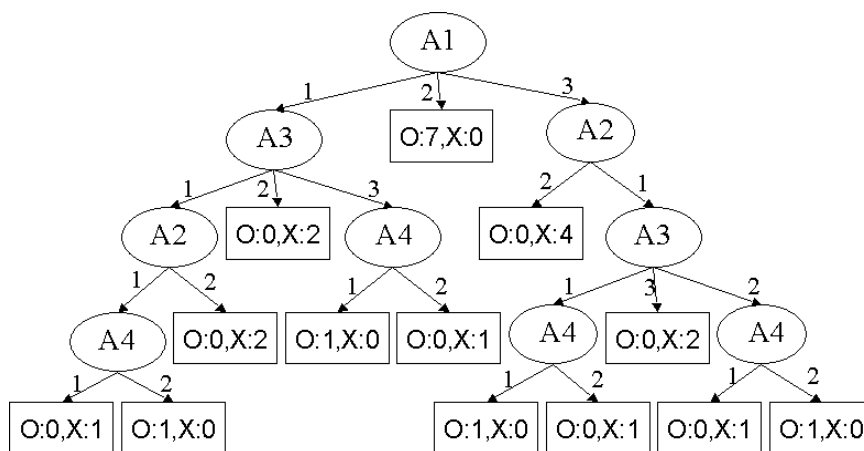 A1
1 2 3
A3 O:7,X:0 A2
1 2 3 2 1
A2 O:0,X:2 A4 O:0,X:4 A3
1 2 1 2 1 3 2
A4 O:0,X:2 O:1,X:0 O:0,X:1 A4 O:0,X:2 A4
1 2 1 2 1 2
O:0,X:1 O:1,X:0 O:1,X:0 O:0,X:1 O:0,X:1 O:1,X:0